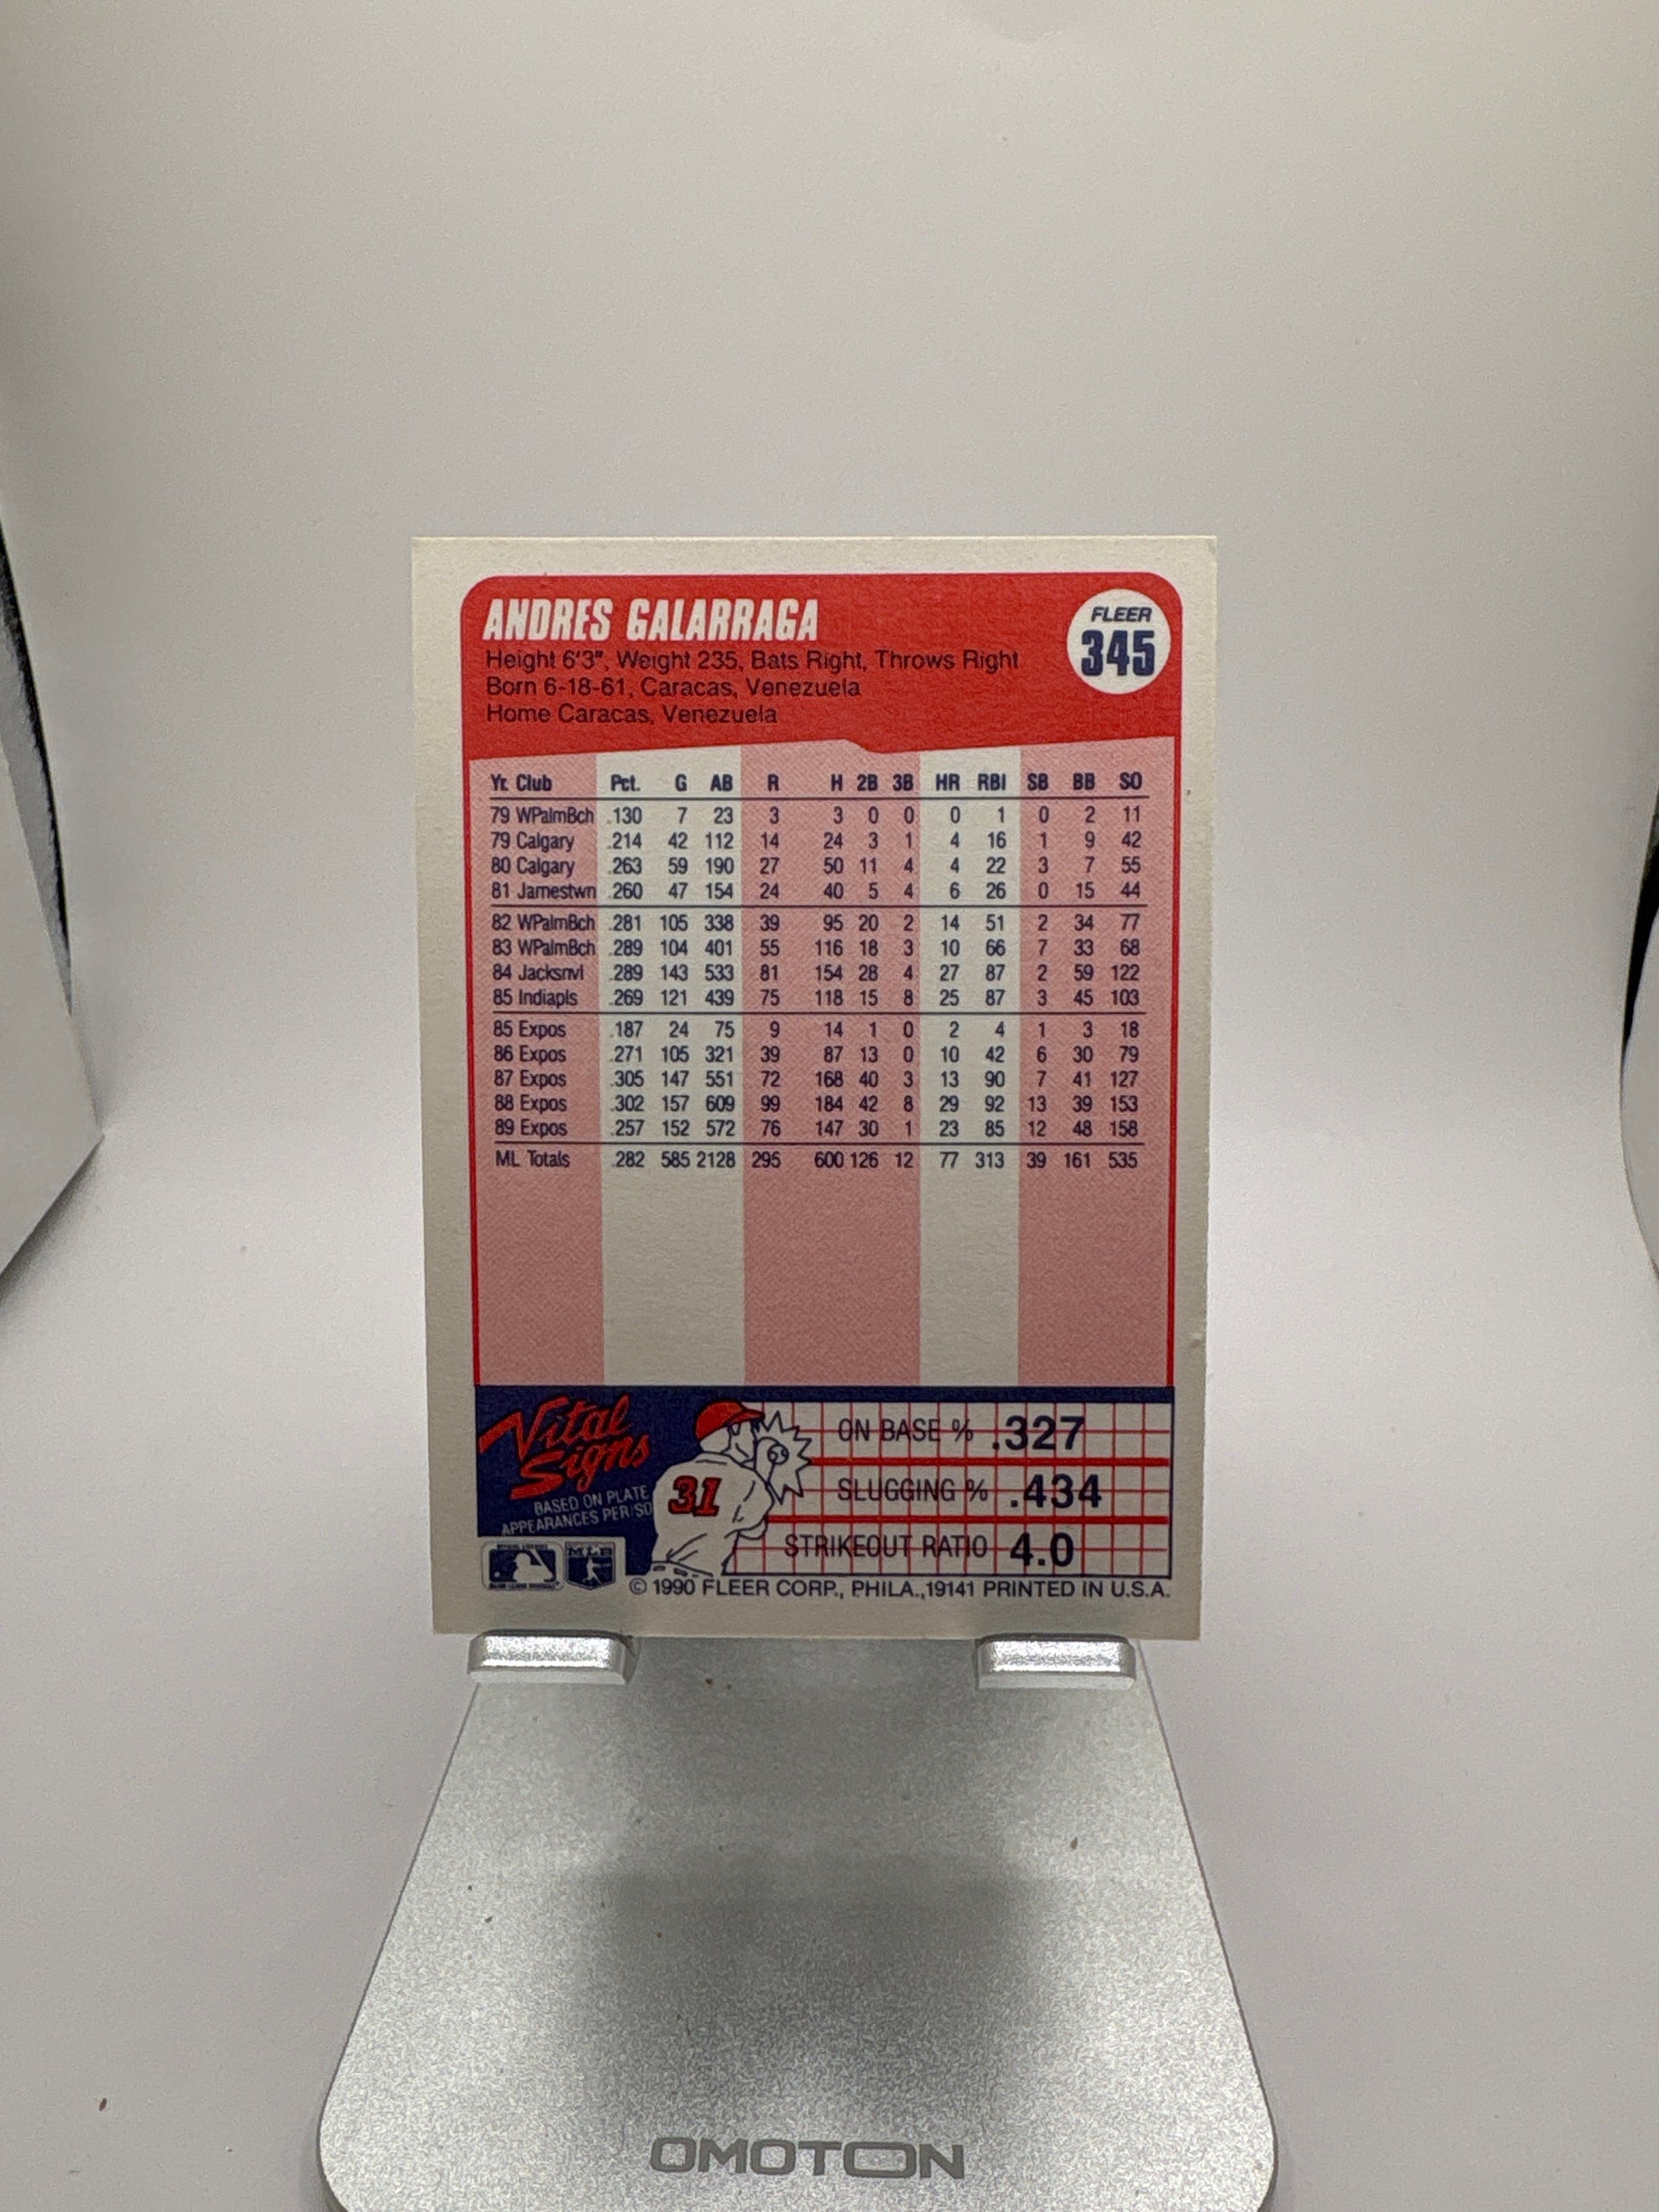 ANDRES GALARRAGA
FLEER
345
Height 6'3", Weight 235, Bats Right, Throws Right
Born 6-18-61, Caracas, Venezuela
Home Caracas, Venezuela
Yr. Club Pct. G AB R H 2B 3B HR RBI SB BB SO
79 WPalmBch .130 7 23 3 3 0 0 0 1 0 2 11
79 Calgary .214 42 112 14 24 3 1 4 16 1 9 42
80 Calgary .263 59 190 27 50 11 4 4 22 3 7 55
81 Jamestwn .260 47 154 24 40 5 4 6 26 0 15 44
82 WPalmBch .281 105 338 39 95 20 2 14 51 2 34 77
83 WPalmBch .289 104 401 55 116 18 3 10 66 7 33 68
84 Jacksnvl .289 143 533 81 154 28 4 27 87 2 59 122
85 Indiapls .269 121 439 75 118 15 8 25 87 3 45 103
85 Expos .187 24 75 9 14 1 0 2 4 1 3 18
86 Expos .271 105 321 39 87 13 0 10 42 6 30 79
87 Expos .305 147 551 72 168 40 3 13 90 7 41 127
88 Expos .302 157 609 99 184 42 8 29 92 13 39 153
89 Expos .257 152 572 76 147 30 1 23 85 12 48 158
ML Totals .282 585 2128 295 600 126 12 77 313 39 161 535
Vital
Signs
BASED ON PLATE
APPEARANCES PER/SO
31
ON BASE % .327
SLUGGING % .434
STRIKEOUT RATIO 4.0
MLB
© 1990 FLEER CORP., PHILA.,19141 PRINTED IN U.S.A.
OMOTON